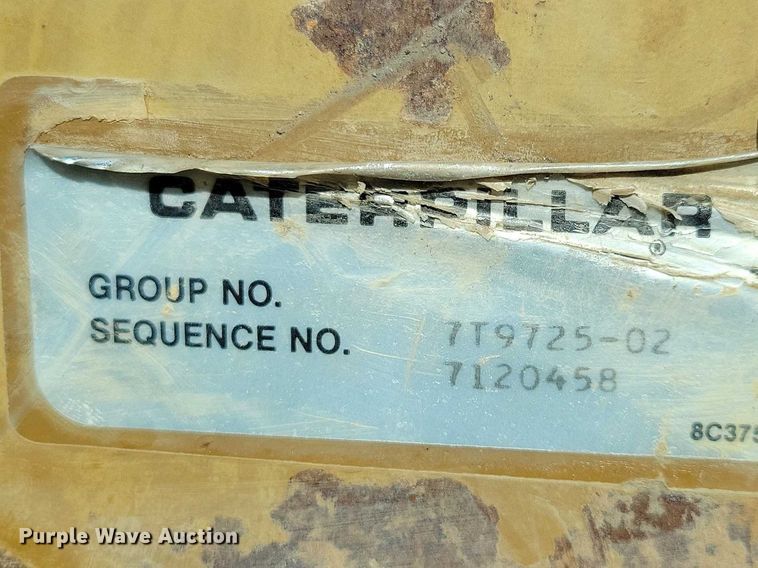 CATERPILLAR
®
GROUP NO.
SEQUENCE NO.
7T9725-02
7120458
8C375
Purple Wave Auction